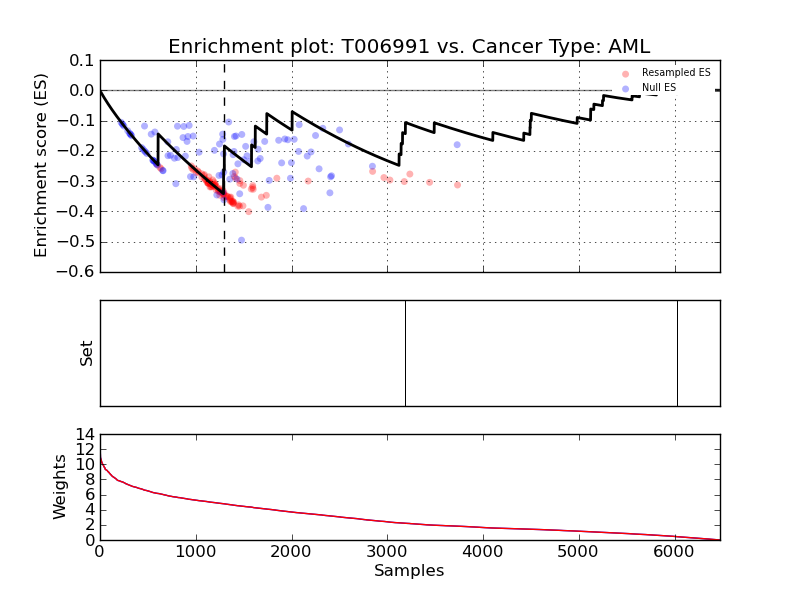 Enrichment plot: T006991 vs. Cancer Type: AML
Enrichment score (ES)
0.1
0.0
−0.1
−0.2
−0.3
−0.4
−0.5
−0.6
Resampled ES
Null ES
Set
Weights
14
12
10
8
6
4
2
0
0 1000 2000 3000 4000 5000 6000
Samples